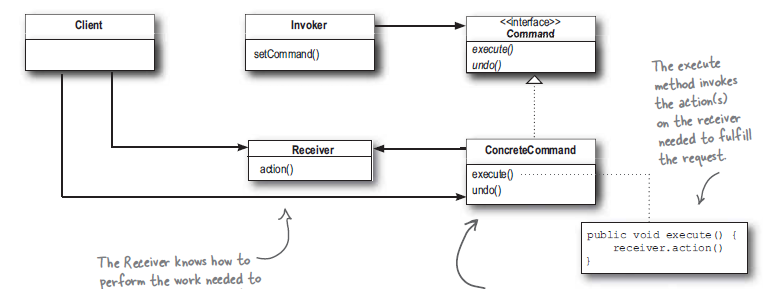 Client
Invoker
setCommand()
<<interface>>
Command
execute()
undo()
The execute
method invokes
the action(s)
on the receiver
needed to fulfill
the request.
Receiver
action()
ConcreteCommand
execute()
undo()
public void execute() {
receiver.action()
}
The Receiver knows how to
perform the work needed to